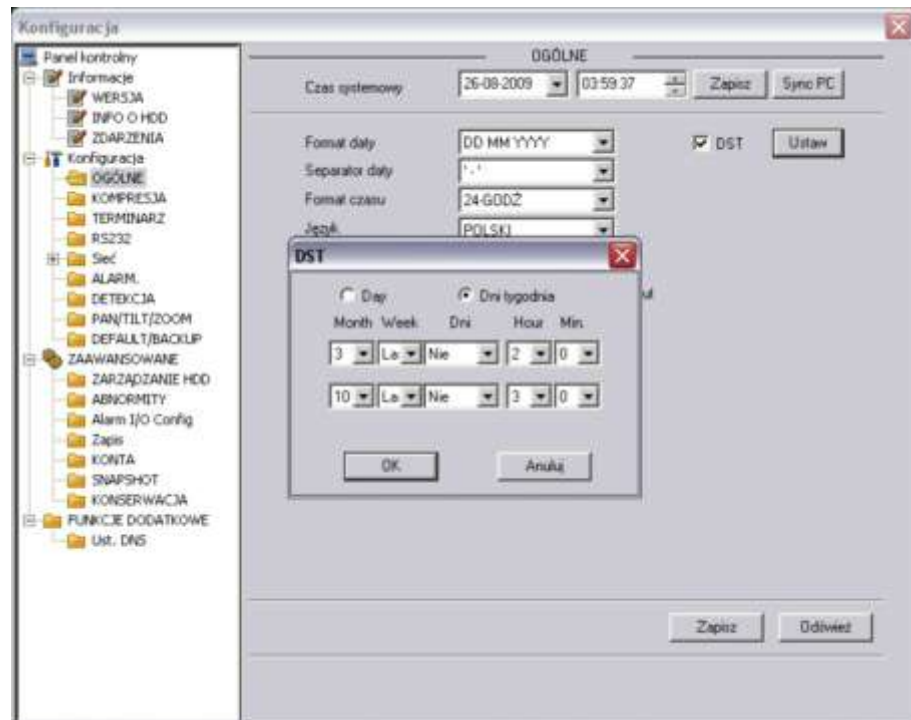 Konfiguracja
Panel kontrolny
Informacje
WERSJA
INFO O HDD
ZDARZENIA
Konfiguracja
OGÓLNE
KOMPRESJA
TERMINARZ
RS232
Sieć
ALARM.
DETEKCJA
PAN/TILT/ZOOM
DEFAULT/BACKUP
ZAAWANSOWANE
ZARZĄDZANIE HDD
ABNORMITY
Alarm I/O Config
Zapis
KONTA
SNAPSHOT
KONSERWACJA
FUNKCJE DODATKOWE
Ust. DNS
OGÓLNE
Czas systemowy 26-08-2009 03:59:37 Zapisz Sync PC
Format daty DD MM YYYY DST Ustaw
Separator daty '-'
Format czasu 24-GODŹ
Język POLSKI
DST
Day Dni tygodnia
Month Week Dni Hour Min.
3 La Nie 2 0
10 La Nie 3 0
OK Anuluj
Zapisz Odśwież